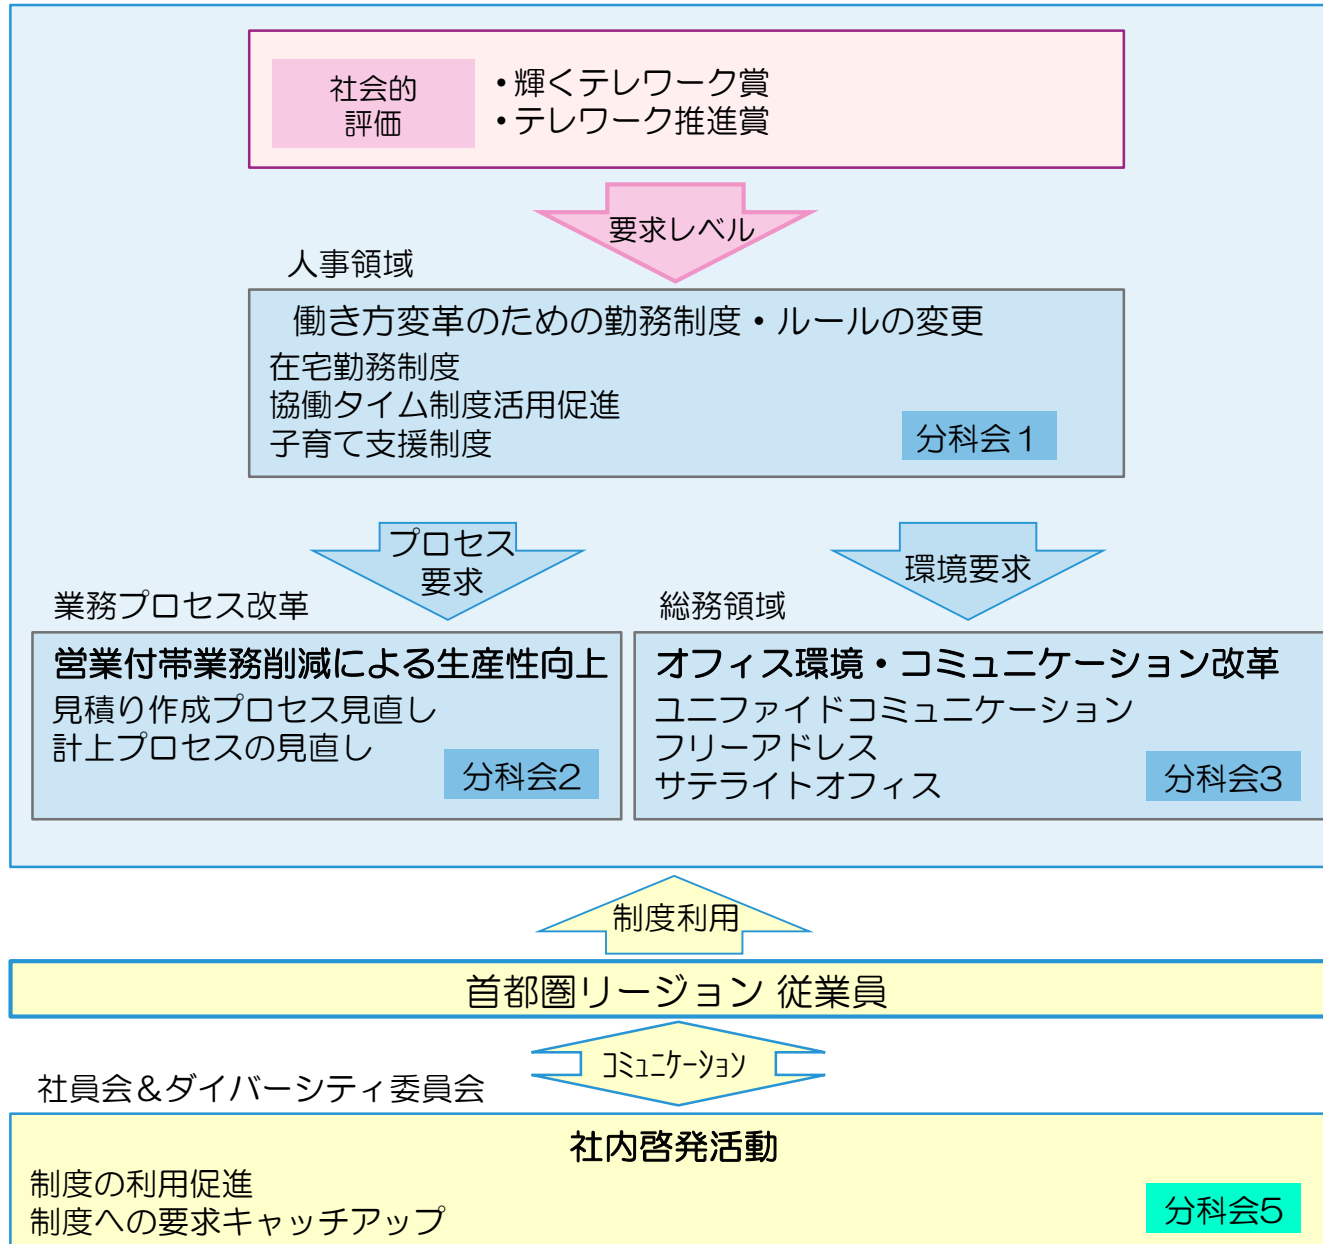 社会的
評価
・輝くテレワーク賞
・テレワーク推進賞
要求レベル
人事領域
働き方変革のための勤務制度・ルールの変更
在宅勤務制度
協働タイム制度活用促進
子育て支援制度
分科会１
プロセス
要求
環境要求
業務プロセス改革
営業付帯業務削減による生産性向上
見積り作成プロセス見直し
計上プロセスの見直し
分科会2
総務領域
オフィス環境・コミュニケーション改革
ユニファイドコミュニケーション
フリーアドレス
サテライトオフィス
分科会3
制度利用
首都圏リージョン 従業員
ｺﾐｭﾆｹｰｼｮﾝ
社員会＆ダイバーシティ委員会
社内啓発活動
制度の利用促進
制度への要求キャッチアップ
分科会5